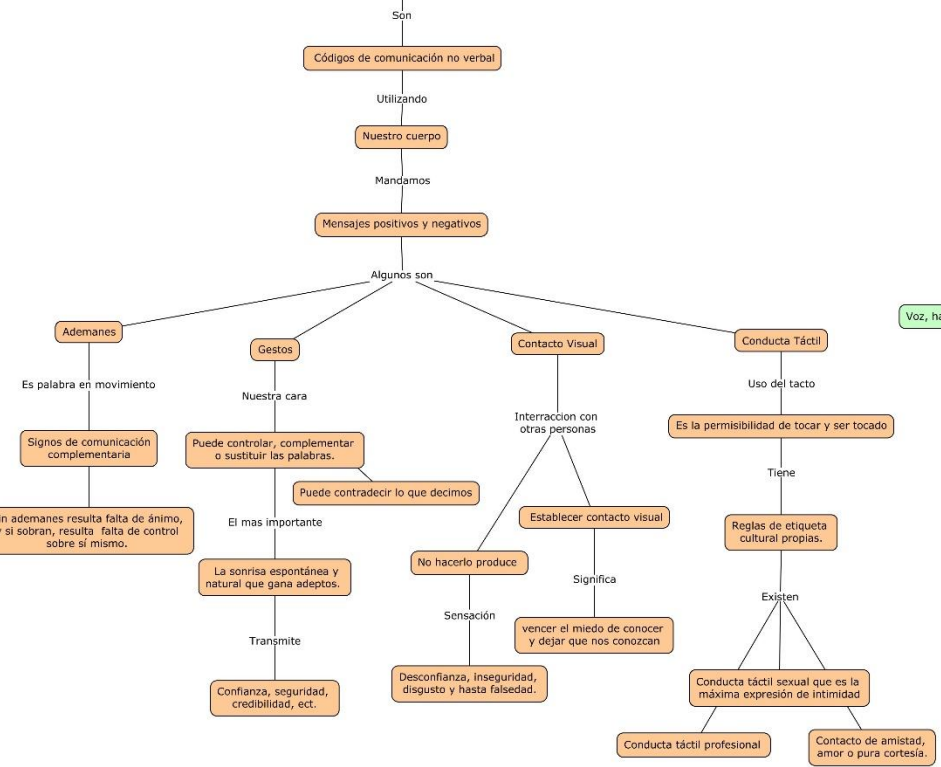 Son
Códigos de comunicación no verbal
Utilizando
Nuestro cuerpo
Mandamos
Mensajes positivos y negativos
Algunos son
Ademanes
Es palabra en movimiento
Signos de comunicación
complementaria
ademanes resulta falta de ánimo,
si sobran, resulta falta de control
sobre sí mismo.
Gestos
Nuestra cara
Puede controlar, complementar
o sustituir las palabras.
Puede contradecir lo que decimos
El mas importante
La sonrisa espontánea y
natural que gana adeptos.
Transmite
Confianza, seguridad,
credibilidad, ect.
Contacto Visual
Interraccion con
otras personas
No hacerlo produce
Sensación
Desconfianza, inseguridad,
disgusto y hasta falsedad.
Establecer contacto visual
Significa
vencer el miedo de conocer
y dejar que nos conozcan
Conducta Táctil
Uso del tacto
Es la permisibilidad de tocar y ser tocado
Tiene
Reglas de etiqueta
cultural propias.
Existen
Conducta táctil sexual que es la
máxima expresión de intimidad
Conducta táctil profesional
Contacto de amistad,
amor o pura cortesía.
Voz,